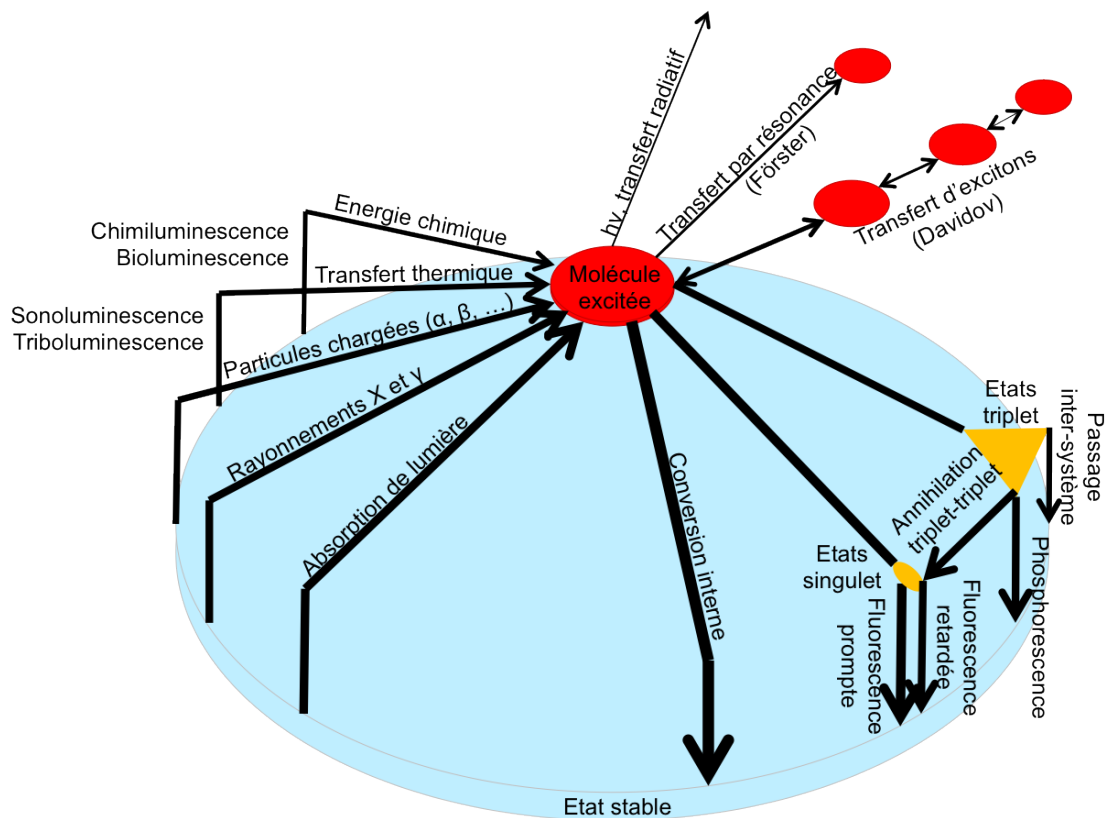 hν, transfert radiatif
Transfert par résonance
(Förster)
Transfert d'excitons
(Davidov)
Energie chimique
Chimiluminescence
Bioluminescence
Transfert thermique
Sonoluminescence
Triboluminescence
Molécule
excitée
Particules chargées (α, β, …)
Rayonnements X et γ
Absorption de lumière
Conversion interne
Etats
triplet
Passage
inter-système
Annihilation
triplet-triplet
Etats
singulet
Fluorescence
prompte
Fluorescence
retardée
Phosphorescence
Etat stable